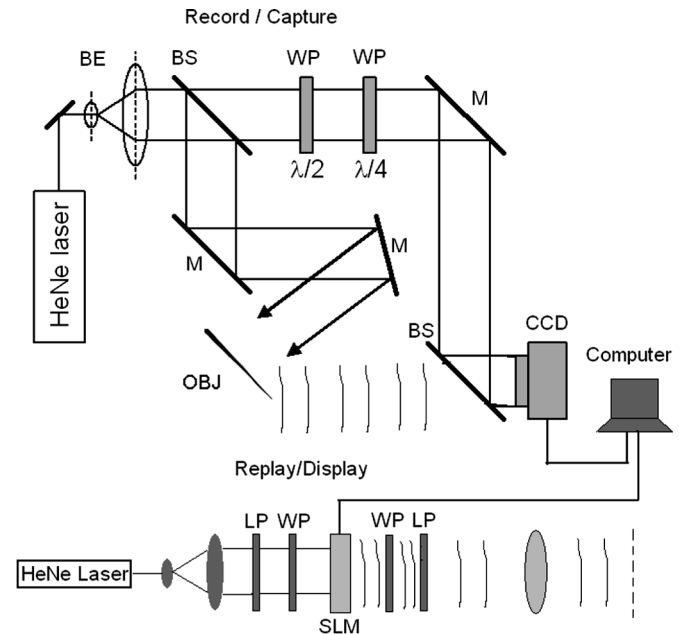 Record / Capture
BE
BS
WP
WP
M
λ/2
λ/4
HeNe laser
M
M
BS
CCD
Computer
OBJ
Replay/Display
LP
WP
WP
LP
HeNe Laser
SLM